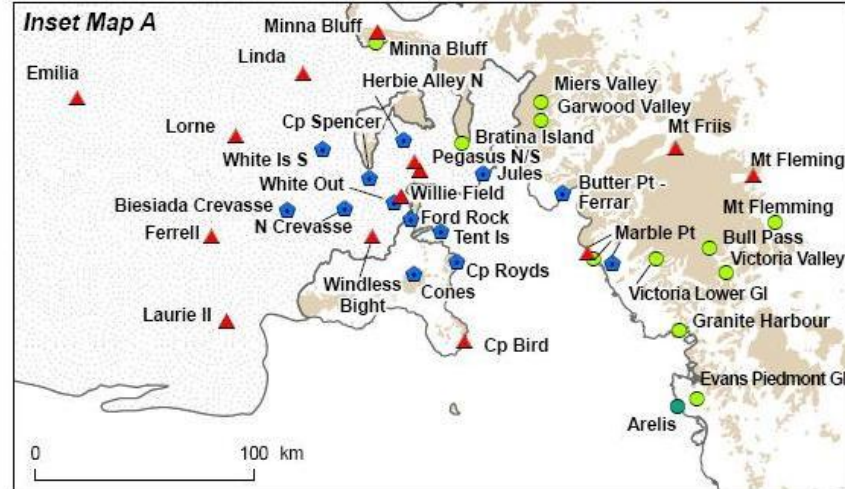 Inset Map A
Minna Bluff
Minna Bluff
Linda
Emilia
Herbie Alley N
Miers Valley
Garwood Valley
Cp Spencer
Lorne
Mt Friis
Bratina Island
White Is S
Pegasus N/S
Mt Fleming
Jules
White Out
Willie Field
Butter Pt -
Ferrar
Biesiada Crevasse
Mt Flemming
N Crevasse
Ford Rock
Ferrell
Tent Is
Marble Pt
Bull Pass
Victoria Valley
Cp Royds
Windless
Bight
Cones
Victoria Lower Gl
Laurie II
Granite Harbour
Cp Bird
Evans Piedmont Gl
Arelis
0 100 km